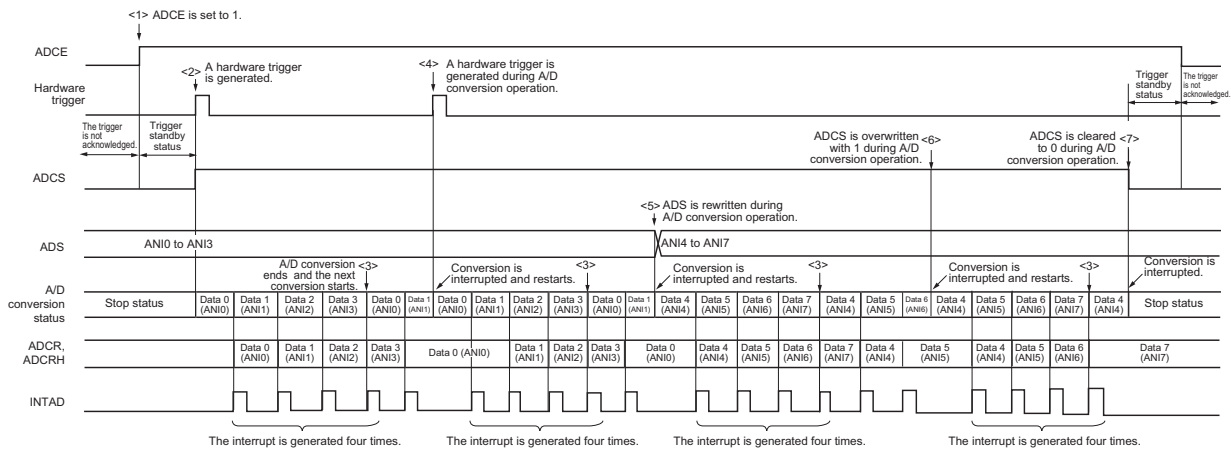 <1> ADCE is set to 1.
ADCE
<2> A hardware trigger
is generated.
<4> A hardware trigger is
generated during A/D
conversion operation.
Trigger
standby
status
The trigger
is not
acknowledged.
Hardware
trigger
The trigger
is not
acknowledged.
Trigger
standby
status
ADCS is overwritten <6>
with 1 during A/D
conversion operation.
ADCS is cleared <7>
to 0 during A/D
conversion operation.
ADCS
<5> ADS is rewritten during
A/D conversion operation.
ADS
ANI0 to ANI3
ANI4 to ANI7
A/D conversion <3>
ends and the next
conversion starts.
Conversion is
interrupted and restarts.
<3>
Conversion is
interrupted and restarts.
<3>
Conversion is
interrupted and restarts.
<3>
Conversion is
interrupted.
A/D
conversion
status
Stop status
Data 0 Data 1 Data 2 Data 3 Data 0 Data 1 Data 0 Data 1 Data 2 Data 3 Data 0 Data 1 Data 4 Data 5 Data 6 Data 7 Data 4 Data 5 Data 6 Data 4 Data 5 Data 6 Data 7 Data 4
(ANI0) (ANI1) (ANI2) (ANI3) (ANI0) (ANI1) (ANI0) (ANI1) (ANI2) (ANI3) (ANI0) (ANI1) (ANI4) (ANI5) (ANI6) (ANI7) (ANI4) (ANI5) (ANI6) (ANI4) (ANI5) (ANI6) (ANI7) (ANI4)
Stop status
ADCR,
ADCRH
Data 0 Data 1 Data 2 Data 3 Data 0 (ANI0) Data 1 Data 2 Data 3 Data 0 Data 4 Data 5 Data 6 Data 7 Data 4 Data 5 Data 4 Data 5 Data 6 Data 7
(ANI0) (ANI1) (ANI2) (ANI3) (ANI1) (ANI2) (ANI3) (ANI0) (ANI4) (ANI5) (ANI6) (ANI7) (ANI4) (ANI5) (ANI4) (ANI5) (ANI6) (ANI7)
INTAD
The interrupt is generated four times.
The interrupt is generated four times.
The interrupt is generated four times.
The interrupt is generated four times.